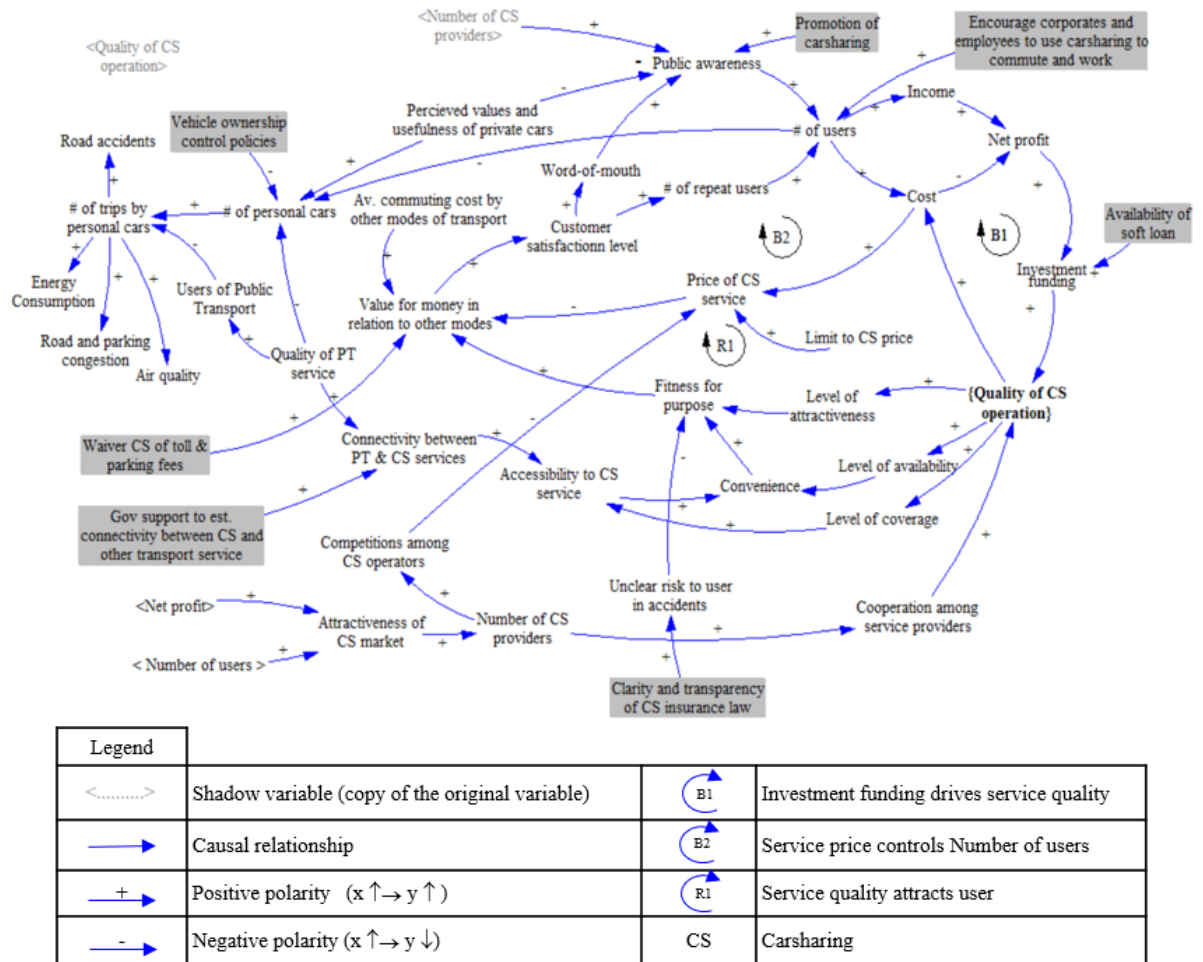 <Number of CS
providers>
<Quality of CS
operation>
Promotion of
carsharing
Encourage corporates and
employees to use carsharing to
commute and work
Public awareness
Income
Percieved values and
usefulness of private cars
# of users
Net profit
Road accidents
Vehicle ownership
control policies
Word-of-mouth
# of repeat users
Cost
# of trips by
personal cars
# of personal cars
Av. commuting cost by
other modes of transport
Customer
satisfactionn level
B2
B1
Availability of
soft loan
Energy
Consumption
Users of Public
Transport
Value for money in
relation to other modes
Price of CS
service
Investment
funding
Road and parking
congestion
Air quality
Quality of PT
service
R1
Limit to CS price
Fitness for
purpose
Level of
attractiveness
{Quality of CS
operation}
Waiver CS of toll &
parking fees
Connectivity between
PT & CS services
Accessibility to CS
service
Convenience
Level of availability
Level of coverage
Gov support to est.
connectivity between CS and
other transport service
Competitions among
CS operators
Unclear risk to user
in accidents
Cooperation among
service providers
<Net profit>
Attractiveness of
CS market
Number of CS
providers
< Number of users >
Clarity and transparency
of CS insurance law
Legend
<..........> Shadow variable (copy of the original variable) B1 Investment funding drives service quality
Causal relationship B2 Service price controls Number of users
+ Positive polarity (x ↑→ y ↑ ) R1 Service quality attracts user
- Negative polarity (x ↑→ y ↓) CS Carsharing